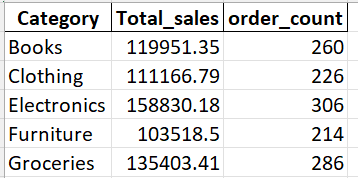 Category Total_sales order_count
Books 119951.35 260
Clothing 111166.79 226
Electronics 158830.18 306
Furniture 103518.5 214
Groceries 135403.41 286